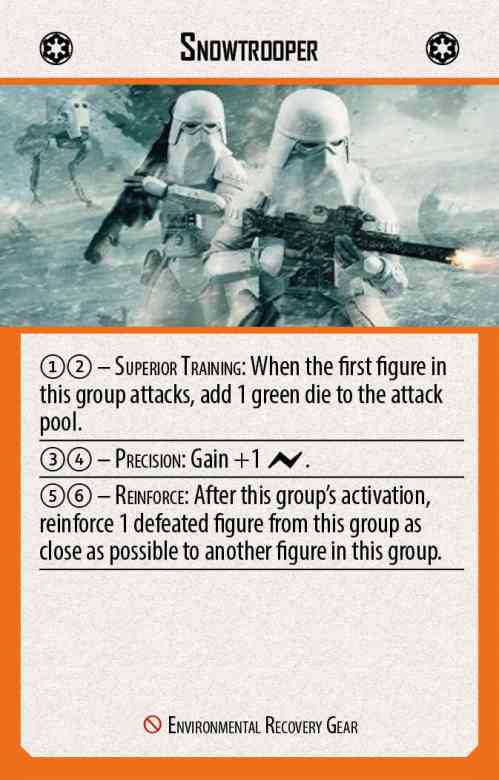 Snowtrooper
①② – Superior Training: When the first figure in
this group attacks, add 1 green die to the attack
pool.
③④ – Precision: Gain +1 .
⑤⑥ – Reinforce: After this group's activation,
reinforce 1 defeated figure from this group as
close as possible to another figure in this group.
Environmental Recovery Gear